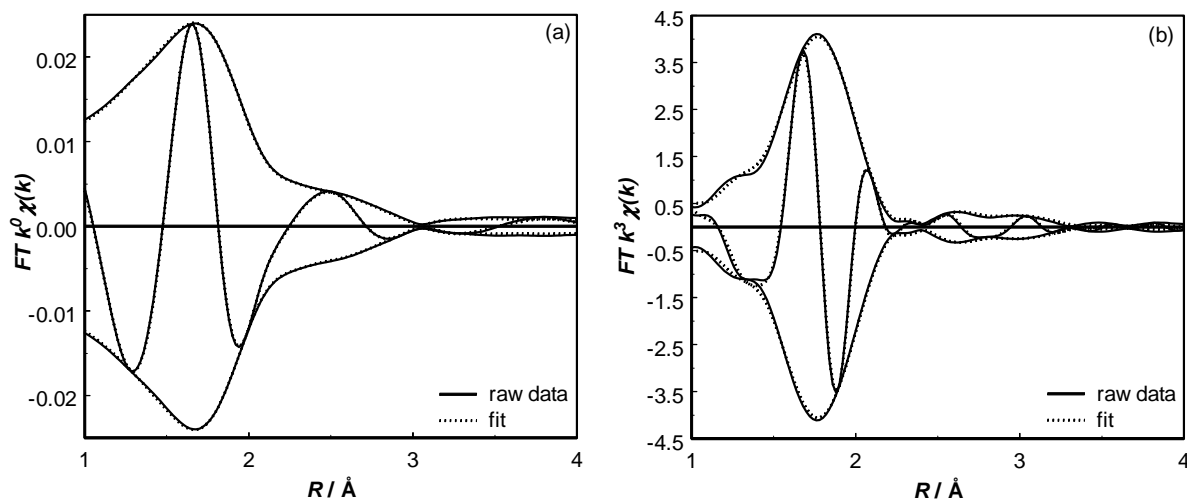 (a)
FT k⁰ χ(k)
0.02
0.01
0.00
-0.01
-0.02
raw data
fit
1
2
3
4
R / Å
(b)
FT k³ χ(k)
4.5
3.5
2.5
1.5
0.5
-0.5
-1.5
-2.5
-3.5
-4.5
raw data
fit
1
2
3
4
R / Å